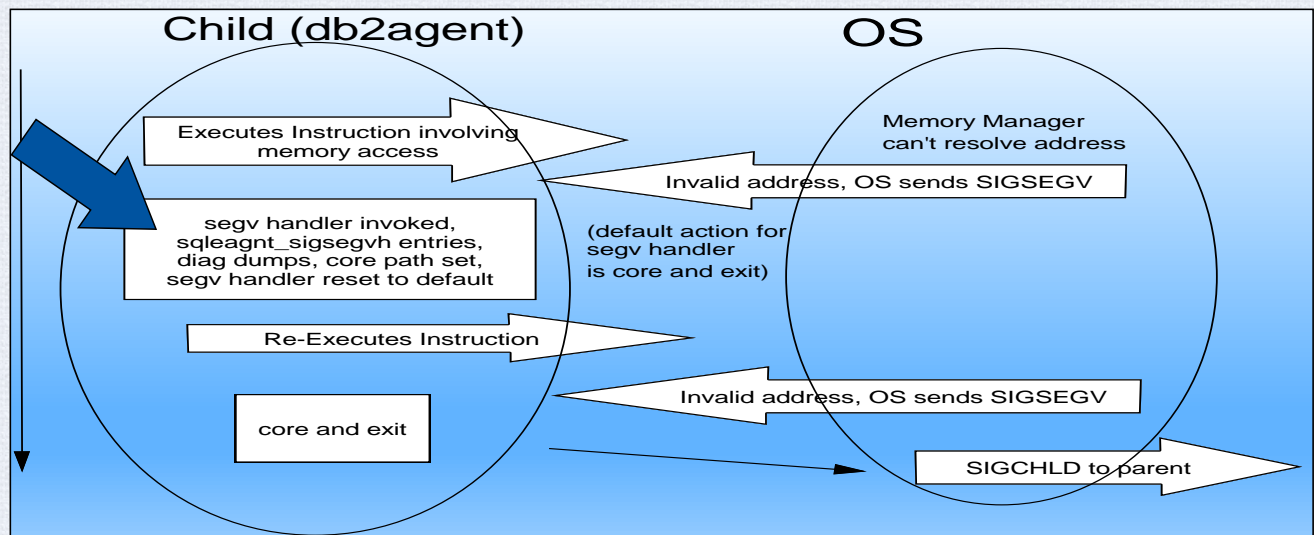 Child (db2agent)
OS
Executes Instruction involving
memory access
Memory Manager
can't resolve address
Invalid address, OS sends SIGSEGV
segv handler invoked,
sqleagnt_sigsegvh entries,
diag dumps, core path set,
segv handler reset to default
(default action for
segv handler
is core and exit)
Re-Executes Instruction
Invalid address, OS sends SIGSEGV
core and exit
SIGCHLD to parent